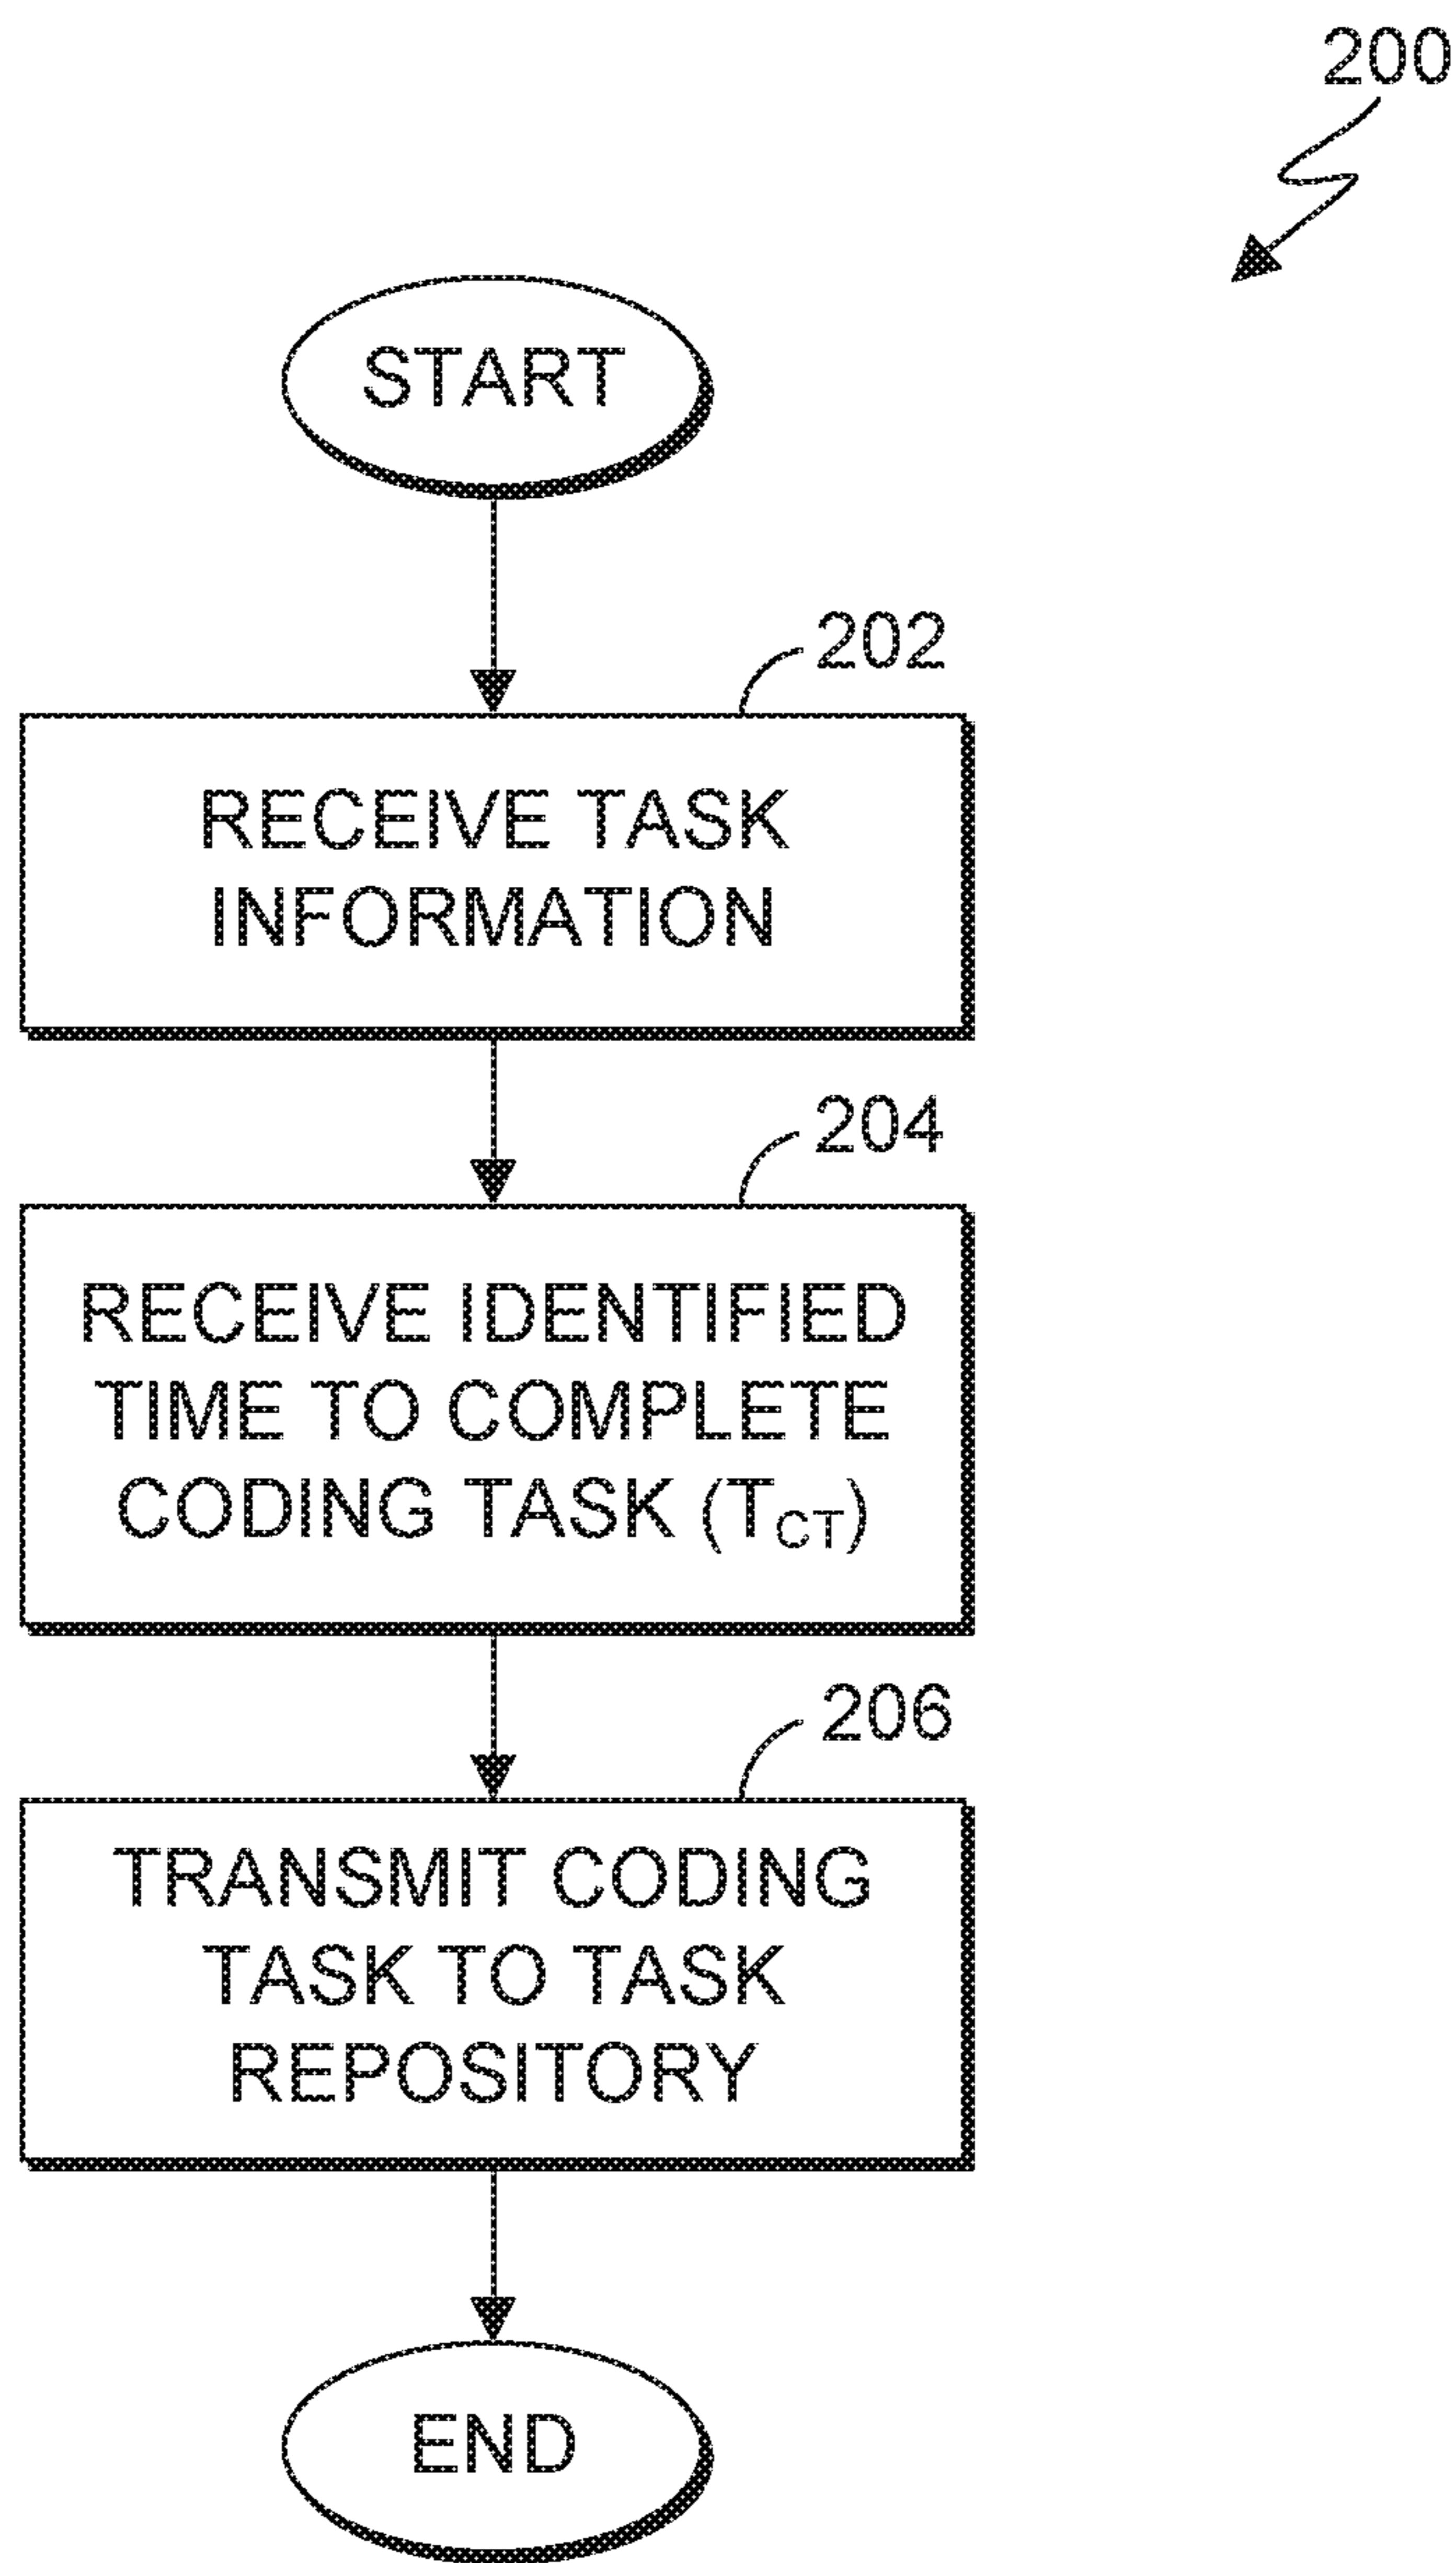 200
START
202
RECEIVE TASK
INFORMATION
204
RECEIVE IDENTIFIED
TIME TO COMPLETE
CODING TASK (TCT)
206
TRANSMIT CODING
TASK TO TASK
REPOSITORY
END